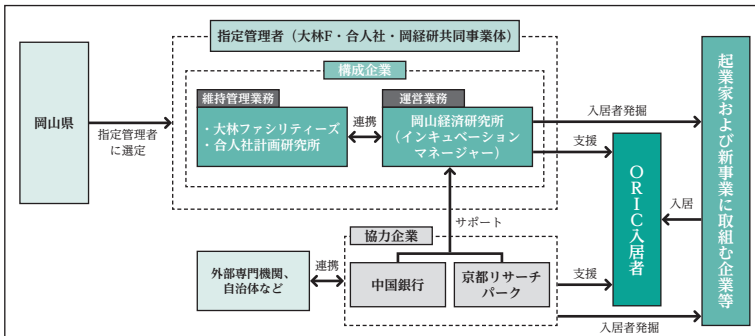 指定管理者（大林F・合人社・岡経研共同事業体）
構成企業
岡山県
指定管理者
に選定
維持管理業務
・大林ファシリティーズ
・合人社計画研究所
連携
運営業務
岡山経済研究所
（インキュベーション
マネージャー）
入居者発掘
支援
ORIC入居者
入居
起業家および新事業に取組む企業等
サポート
協力企業
外部専門機関、
自治体など
連携
中国銀行
京都リサーチ
パーク
支援
入居者発掘